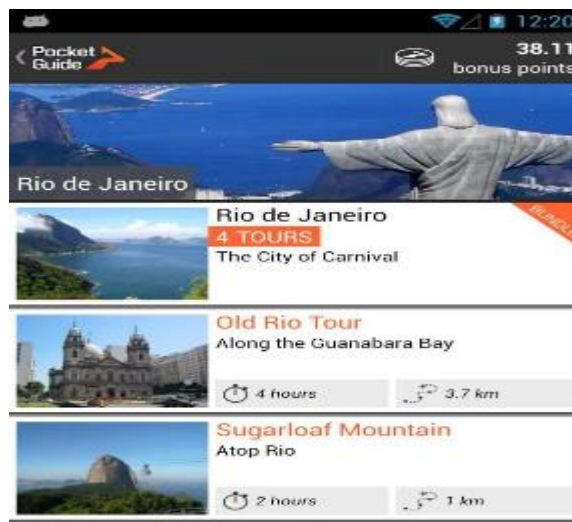 12:20
Pocket
Guide
38.11
bonus points
Rio de Janeiro
Rio de Janeiro
BUNDLE
4 TOURS
The City of Carnival
Old Rio Tour
Along the Guanabara Bay
4 hours
3.7 km
Sugarloaf Mountain
Atop Rio
2 hours
1 km